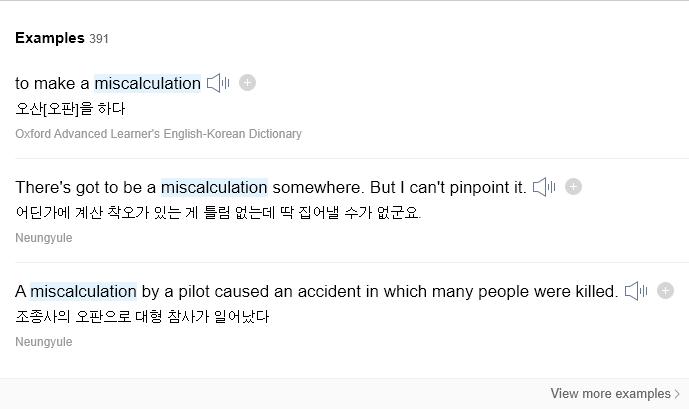 Examples 391
to make a miscalculation
오산[오판]을 하다
Oxford Advanced Learner's English-Korean Dictionary
There's got to be a miscalculation somewhere. But I can't pinpoint it.
어딘가에 계산 착오가 있는 게 틀림 없는데 딱 집어낼 수가 없군요.
Neungyule
A miscalculation by a pilot caused an accident in which many people were killed.
조종사의 오판으로 대형 참사가 일어났다
Neungyule
View more examples